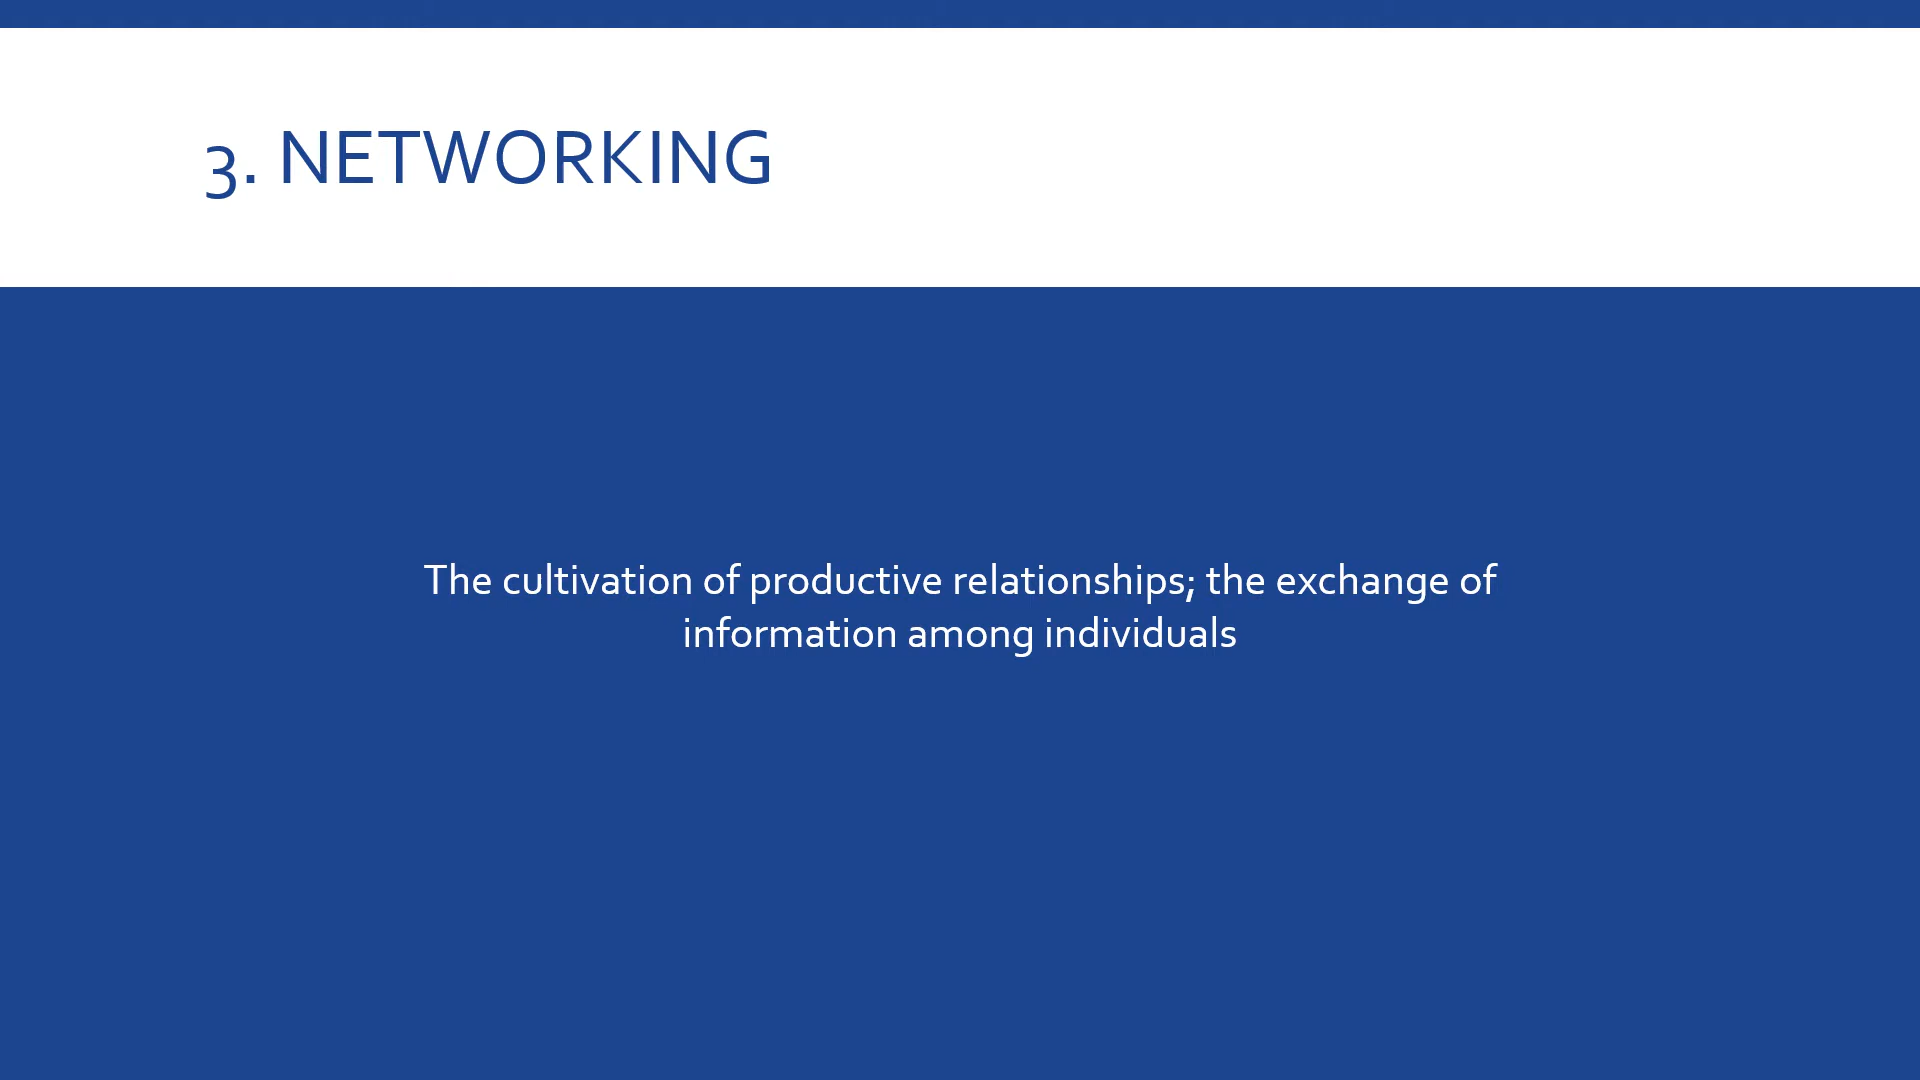 3. NETWORKING
The cultivation of productive relationships; the exchange of
information among individuals